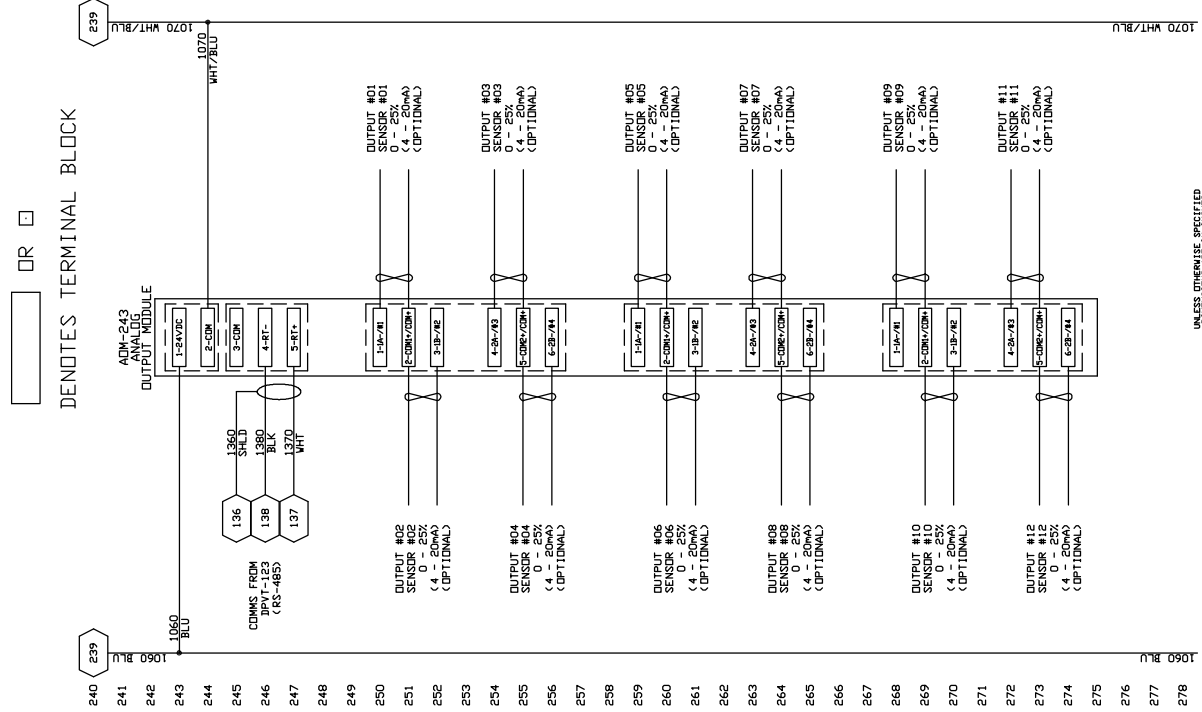 OR
DENOTES TERMINAL BLOCK
239
1070 WHT/BLU
1070 WHT/BLU
1070
WHT/BLU
AOM-243
ANALOG
OUTPUT MODULE
1-24VDC
2-COM
3-COM
4-RT-
5-RT+
1360
SHLD
1380
BLK
1370
WHT
136
138
137
COMMS FROM
DPVT-123
(RS-485)
1060
BLU
239
1060 BLU
1060 BLU
OUTPUT #01
SENSOR #01
0 - 25%
(4 - 20mA)
(OPTIONAL)
OUTPUT #03
SENSOR #03
0 - 25%
(4 - 20mA)
(OPTIONAL)
OUTPUT #05
SENSOR #05
0 - 25%
(4 - 20mA)
(OPTIONAL)
OUTPUT #07
SENSOR #07
0 - 25%
(4 - 20mA)
(OPTIONAL)
OUTPUT #09
SENSOR #09
0 - 25%
(4 - 20mA)
(OPTIONAL)
OUTPUT #11
SENSOR #11
0 - 25%
(4 - 20mA)
(OPTIONAL)
1-1A-/#1
2-COM1+/COM+
3-1B-/#2
4-2A-/#3
5-COM2+/COM+
6-2B-/#4
1-1A-/#1
2-COM1+/COM+
3-1B-/#2
4-2A-/#3
5-COM2+/COM+
6-2B-/#4
1-1A-/#1
2-COM1+/COM+
3-1B-/#2
4-2A-/#3
5-COM2+/COM+
6-2B-/#4
OUTPUT #02
SENSOR #02
0 - 25%
(4 - 20mA)
(OPTIONAL)
OUTPUT #04
SENSOR #04
0 - 25%
(4 - 20mA)
(OPTIONAL)
OUTPUT #06
SENSOR #06
0 - 25%
(4 - 20mA)
(OPTIONAL)
OUTPUT #08
SENSOR #08
0 - 25%
(4 - 20mA)
(OPTIONAL)
OUTPUT #10
SENSOR #10
0 - 25%
(4 - 20mA)
(OPTIONAL)
OUTPUT #12
SENSOR #12
0 - 25%
(4 - 20mA)
(OPTIONAL)
240
241
242
243
244
245
246
247
248
249
250
251
252
253
254
255
256
257
258
259
260
261
262
263
264
265
266
267
268
269
270
271
272
273
274
275
276
277
278
UNLESS OTHERWISE SPECIFIED